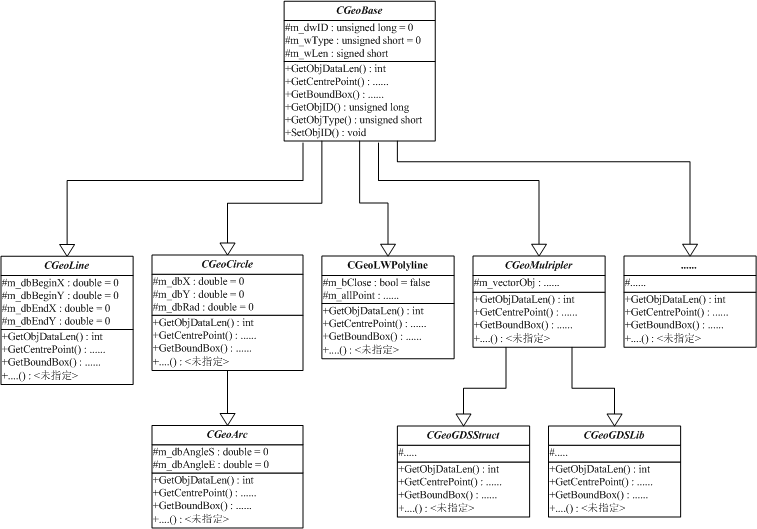 CGeoBase
#m_dwID : unsigned long = 0
#m_wType : unsigned short = 0
#m_wLen : signed short
+GetObjDataLen() : int
+GetCentrePoint() : ......
+GetBoundBox() : ......
+GetObjID() : unsigned long
+GetObjType() : unsigned short
+SetObjID() : void
CGeoLine
#m_dbBeginX : double = 0
#m_dbBeginY : double = 0
#m_dbEndX : double = 0
#m_dbEndY : double = 0
+GetObjDataLen() : int
+GetCentrePoint() : ......
+GetBoundBox() : ......
+....() : <未指定>
CGeoCircle
#m_dbX : double = 0
#m_dbY : double = 0
#m_dbRad : double = 0
+GetObjDataLen() : int
+GetCentrePoint() : ......
+GetBoundBox() : ......
+....() : <未指定>
CGeoLWPolyline
#m_bClose : bool = false
#m_allPoint : ......
+GetObjDataLen() : int
+GetCentrePoint() : ......
+GetBoundBox() : ......
+....() : <未指定>
CGeoMulripler
#m_vectorObj : ......
+GetObjDataLen() : int
+GetCentrePoint() : ......
+GetBoundBox() : ......
+....() : <未指定>
......
#......
+GetObjDataLen() : int
+GetCentrePoint() : ......
+GetBoundBox() : ......
+....() : <未指定>
CGeoArc
#m_dbAngleS : double = 0
#m_dbAngleE : double = 0
+GetObjDataLen() : int
+GetCentrePoint() : ......
+GetBoundBox() : ......
+....() : <未指定>
CGeoGDSStruct
#.....
+GetObjDataLen() : int
+GetCentrePoint() : ......
+GetBoundBox() : ......
+....() : <未指定>
CGeoGDSLib
#.....
+GetObjDataLen() : int
+GetCentrePoint() : ......
+GetBoundBox() : ......
+....() : <未指定>